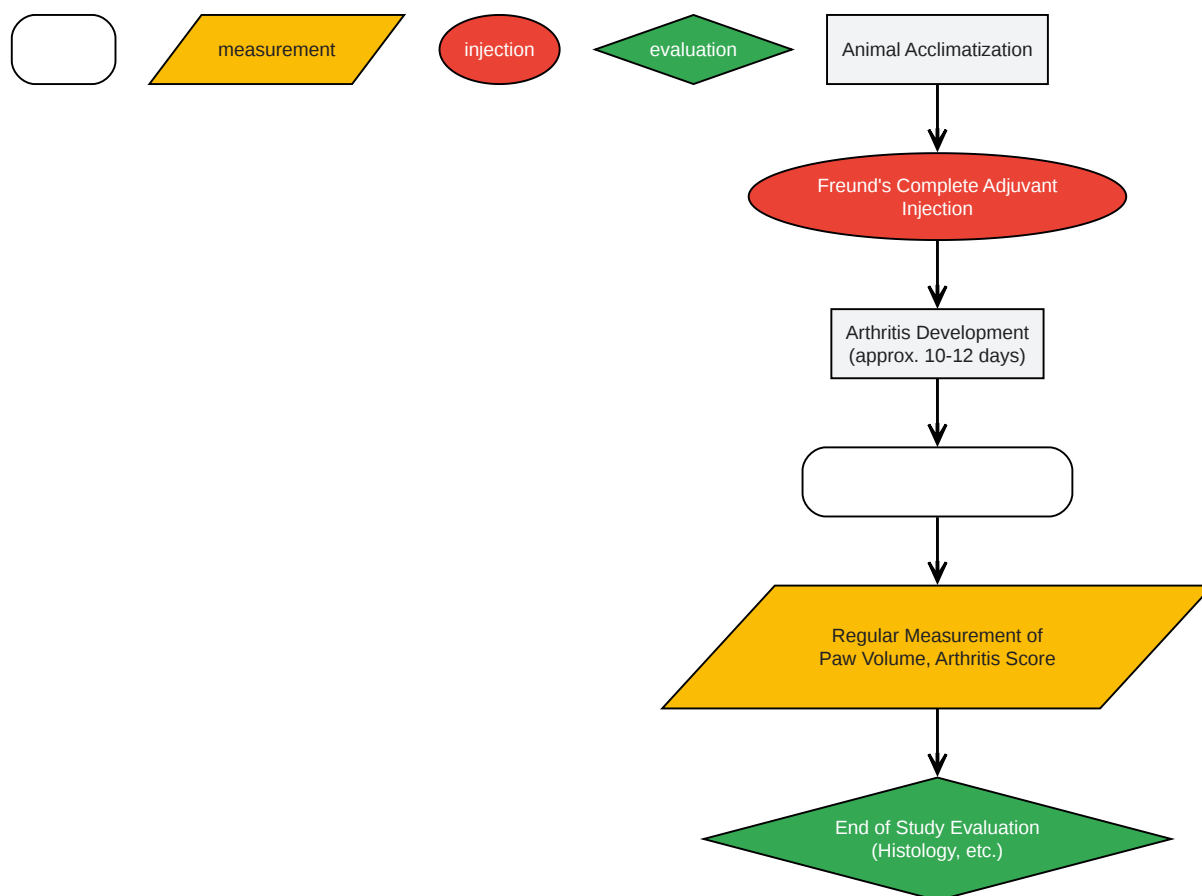 measurement
injection
evaluation
Animal Acclimatization
Freund's Complete Adjuvant
Injection
Arthritis Development
(approx. 10-12 days)
Regular Measurement of
Paw Volume, Arthritis Score
End of Study Evaluation
(Histology, etc.)